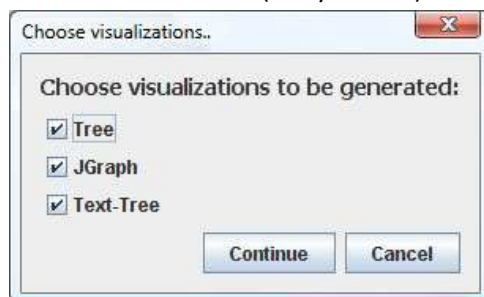 Choose visualizations..
Choose visualizations to be generated:
Tree
JGraph
Text-Tree
Continue Cancel